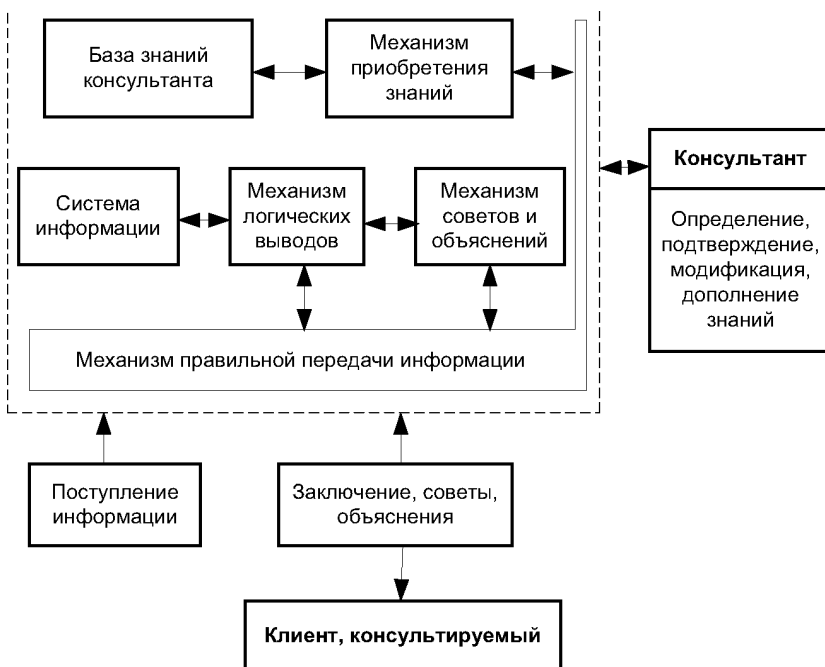 База знаний
консультанта
Механизм
приобретения
знаний
Консультант
Определение,
подтверждение,
модификация,
дополнение
знаний
Система
информации
Механизм
логических
выводов
Механизм
советов и
объяснений
Механизм правильной передачи информации
Поступление
информации
Заключение, советы,
объяснения
Клиент, консультируемый